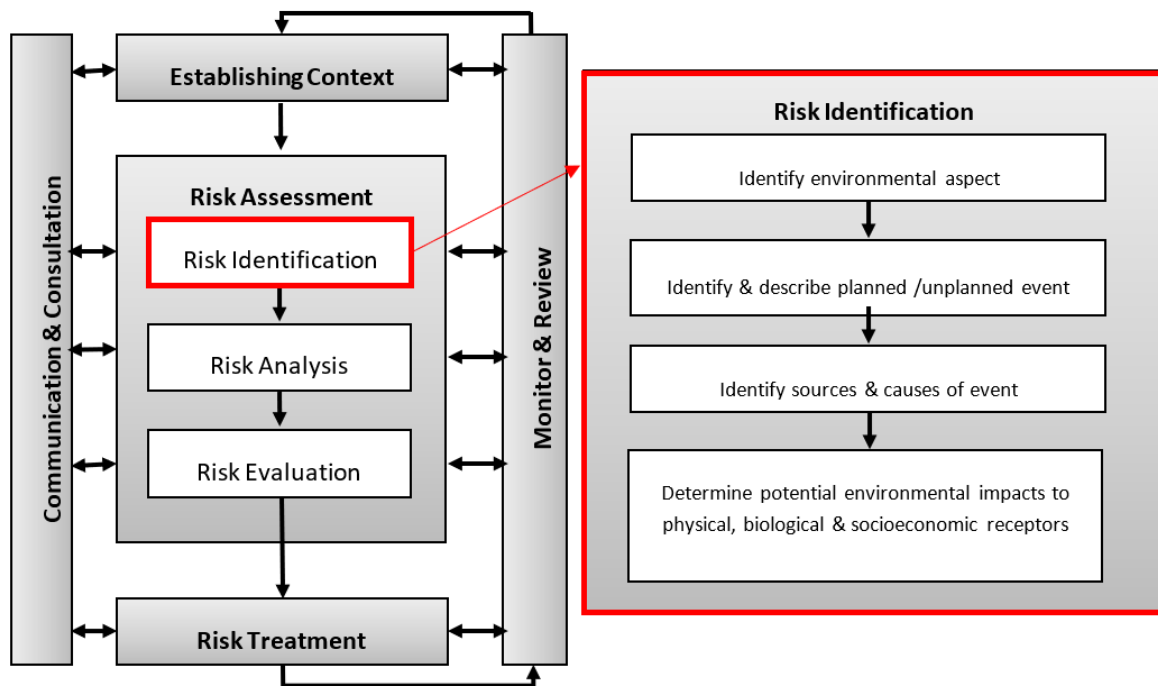 Communication & Consultation
Establishing Context
Risk Assessment
Risk Identification
Risk Analysis
Risk Evaluation
Risk Treatment
Monitor & Review
Risk Identification
Identify environmental aspect
Identify & describe planned /unplanned event
Identify sources & causes of event
Determine potential environmental impacts to
physical, biological & socioeconomic receptors